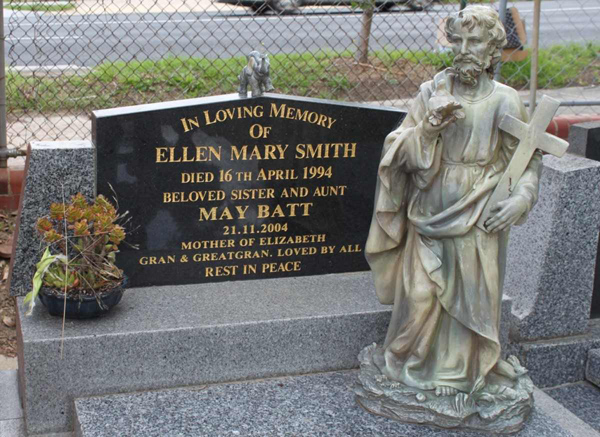 IN LOVING MEMORY
OF
ELLEN MARY SMITH
DIED 16TH APRIL 1994
BELOVED SISTER AND AUNT
MAY BATT
21.11.2004
MOTHER OF ELIZABETH
GRAN & GREATGRAN. LOVED BY ALL
REST IN PEACE